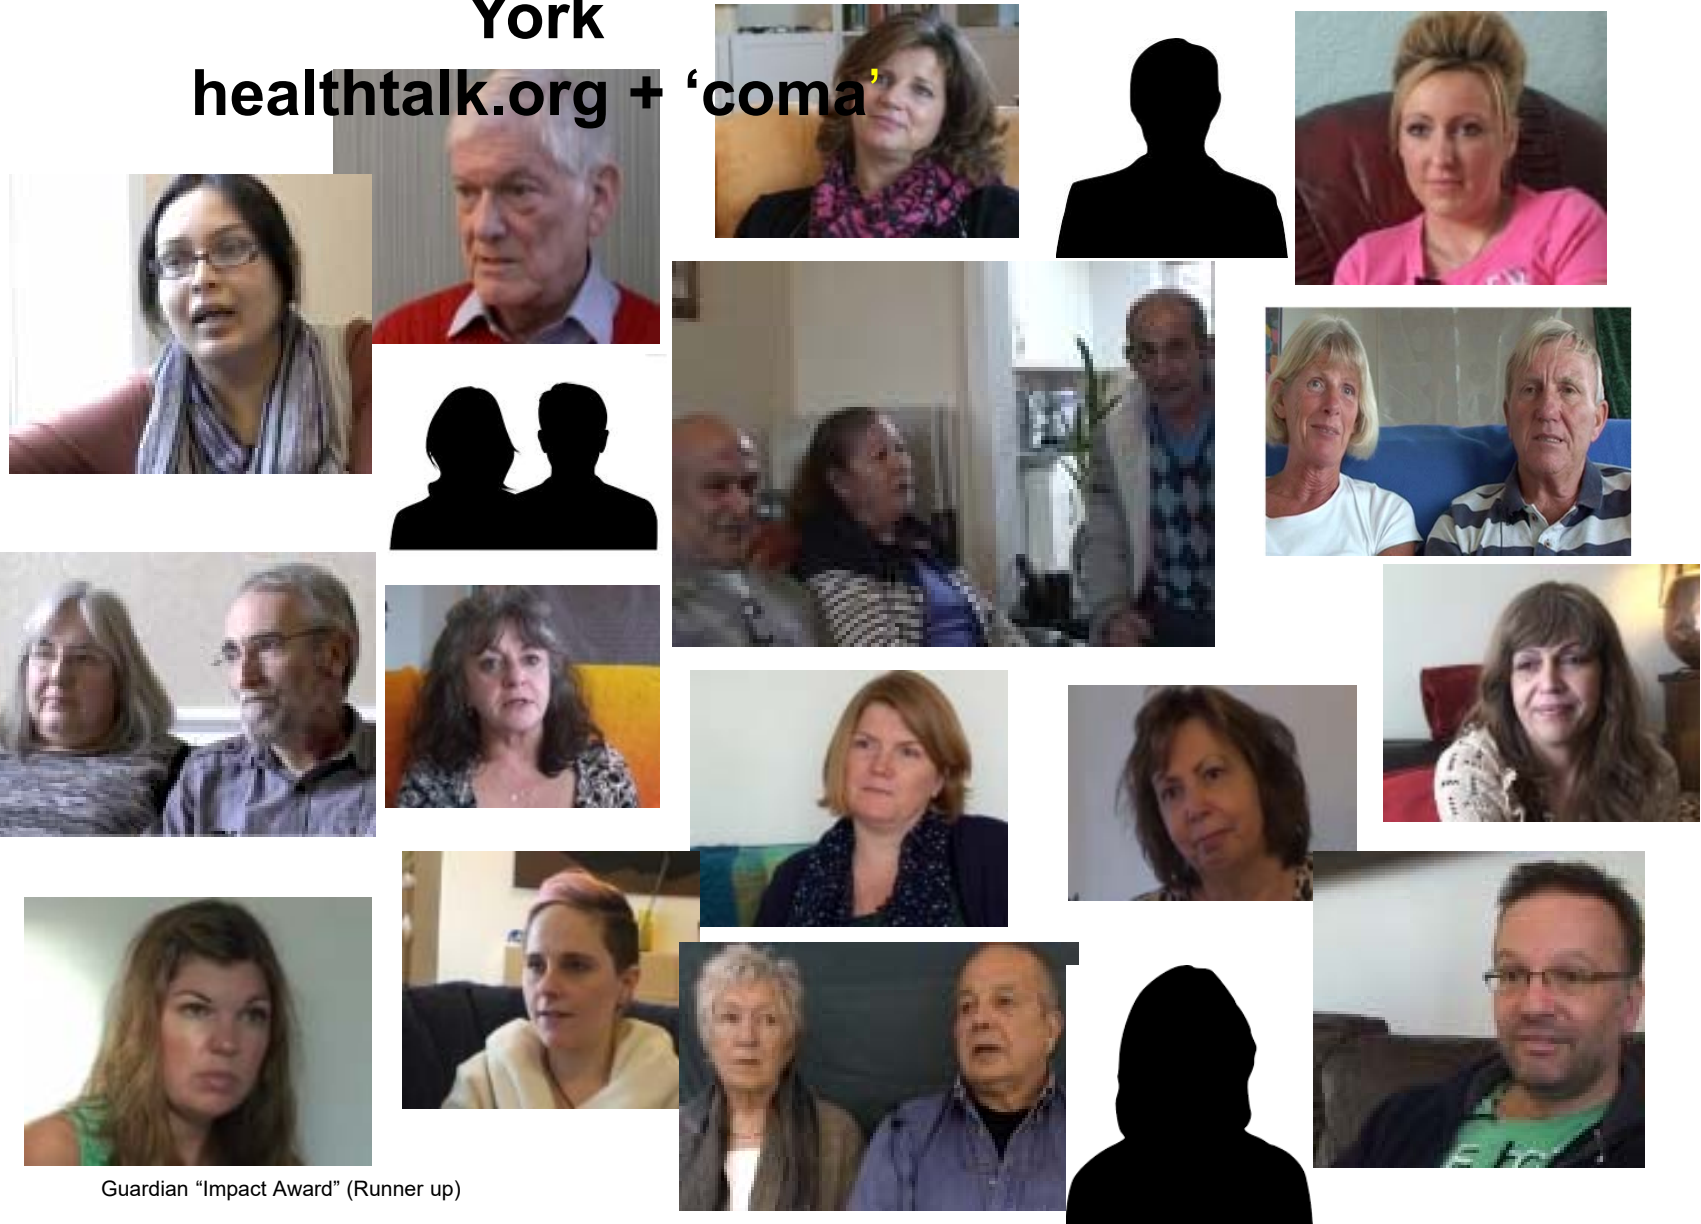 York
healthtalk.org + ‘coma’
Guardian “Impact Award” (Runner up)